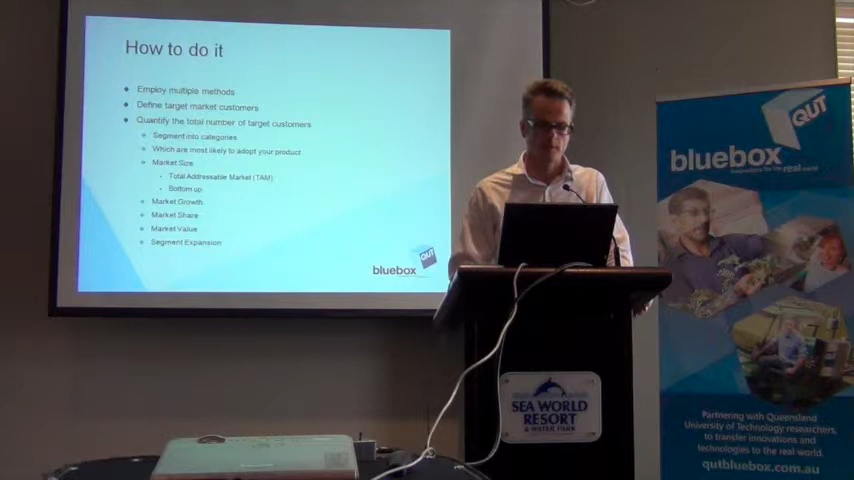 How to do it
Employ multiple methods
Define target market customers
Quantify the total number of target customers
Segment into categories
Which are most likely to adopt your product
Market Size
Total Addressable Market (TAM)
Bottom up
Market Growth
Market Share
Market Value
Segment Expansion
bluebox
QUT
SEA WORLD
RESORT
& WATER PARK
QUT
bluebox
Partnering with Queensland
University of Technology researchers,
to transfer innovations and
technologies to the real world.
qutbluebox.com.au